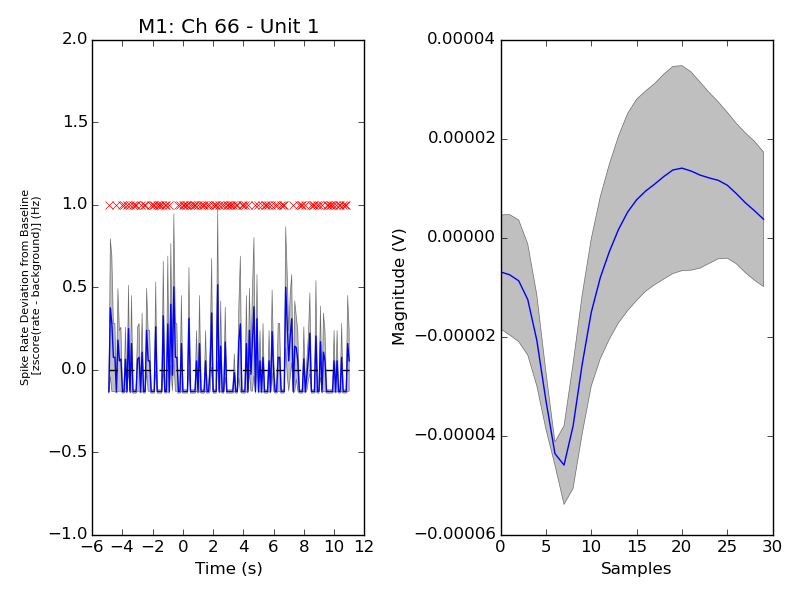 M1: Ch 66 - Unit 1
2.0
1.5
1.0
0.5
0.0
−0.5
−1.0
−6 −4 −2 0 2 4 6 8 10 12
Time (s)
Spike Rate Deviation from Baseline
[zscore(rate - background)] (Hz)
0.00004
0.00002
0.00000
−0.00002
−0.00004
−0.00006
0 5 10 15 20 25 30
Samples
Magnitude (V)